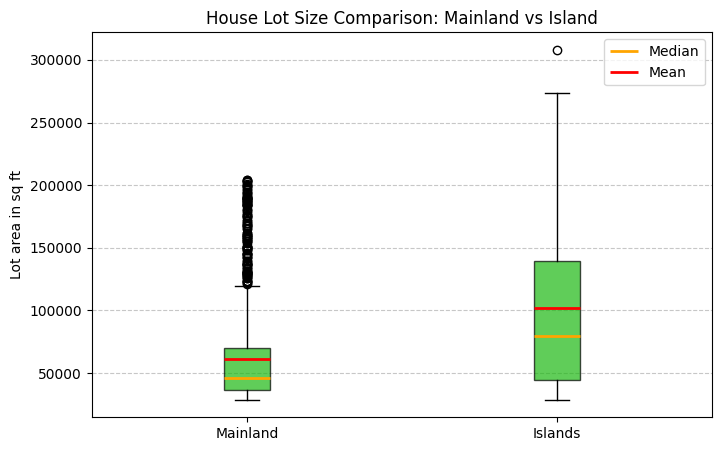 House Lot Size Comparison: Mainland vs Island
Median
Mean
Lot area in sq ft
300000
250000
200000
150000
100000
50000
Mainland
Islands